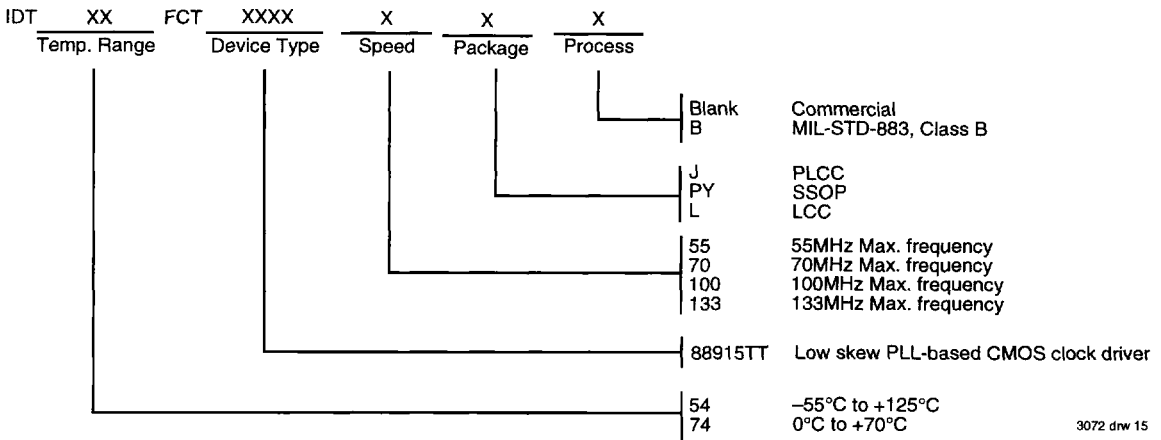 IDT XX FCT XXXX X X X
Temp. Range Device Type Speed Package Process
Blank Commercial
B MIL-STD-883, Class B
J PLCC
PY SSOP
L LCC
55 55MHz Max. frequency
70 70MHz Max. frequency
100 100MHz Max. frequency
133 133MHz Max. frequency
88915TT Low skew PLL-based CMOS clock driver
54 –55°C to +125°C
74 0°C to +70°C
3072 drw 15